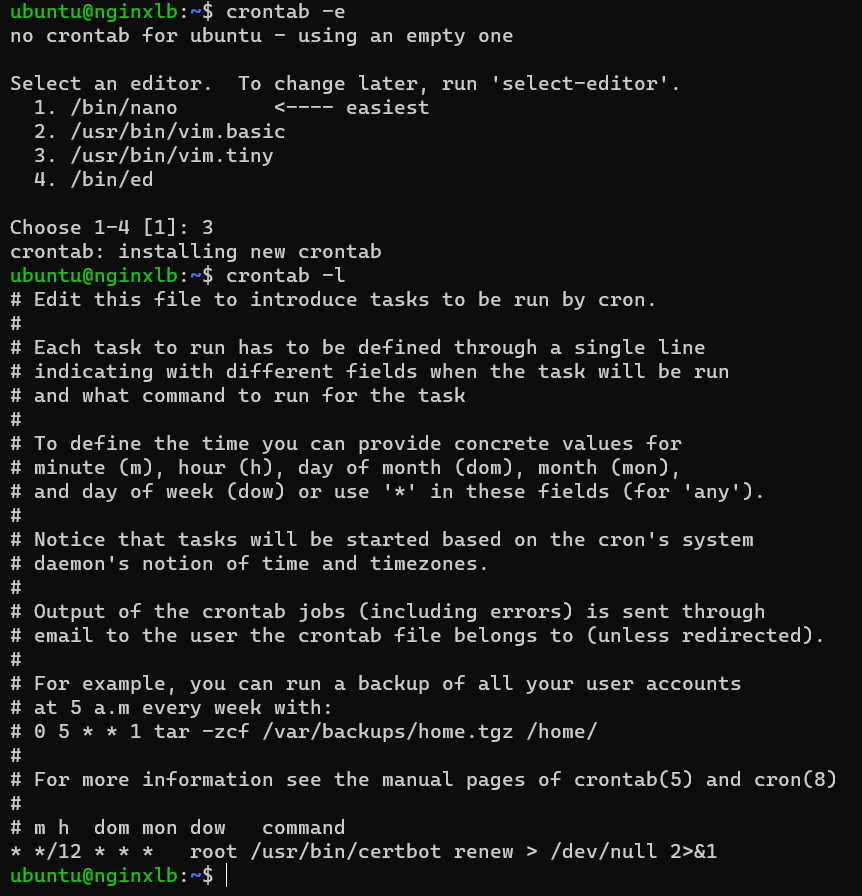 ubuntu@nginxlb:~$ crontab -e
no crontab for ubuntu - using an empty one
Select an editor.  To change later, run 'select-editor'.
  1. /bin/nano        <---- easiest
  2. /usr/bin/vim.basic
  3. /usr/bin/vim.tiny
  4. /bin/ed
Choose 1-4 [1]: 3
crontab: installing new crontab
ubuntu@nginxlb:~$ crontab -l
# Edit this file to introduce tasks to be run by cron.
#
# Each task to run has to be defined through a single line
# indicating with different fields when the task will be run
# and what command to run for the task
#
# To define the time you can provide concrete values for
# minute (m), hour (h), day of month (dom), month (mon),
# and day of week (dow) or use '*' in these fields (for 'any').
#
# Notice that tasks will be started based on the cron's system
# daemon's notion of time and timezones.
#
# Output of the crontab jobs (including errors) is sent through
# email to the user the crontab file belongs to (unless redirected).
#
# For example, you can run a backup of all your user accounts
# at 5 a.m every week with:
# 0 5 * * 1 tar -zcf /var/backups/home.tgz /home/
#
# For more information see the manual pages of crontab(5) and cron(8)
#
# m h  dom mon dow   command
* */12 * * *   root /usr/bin/certbot renew > /dev/null 2>&1
ubuntu@nginxlb:~$